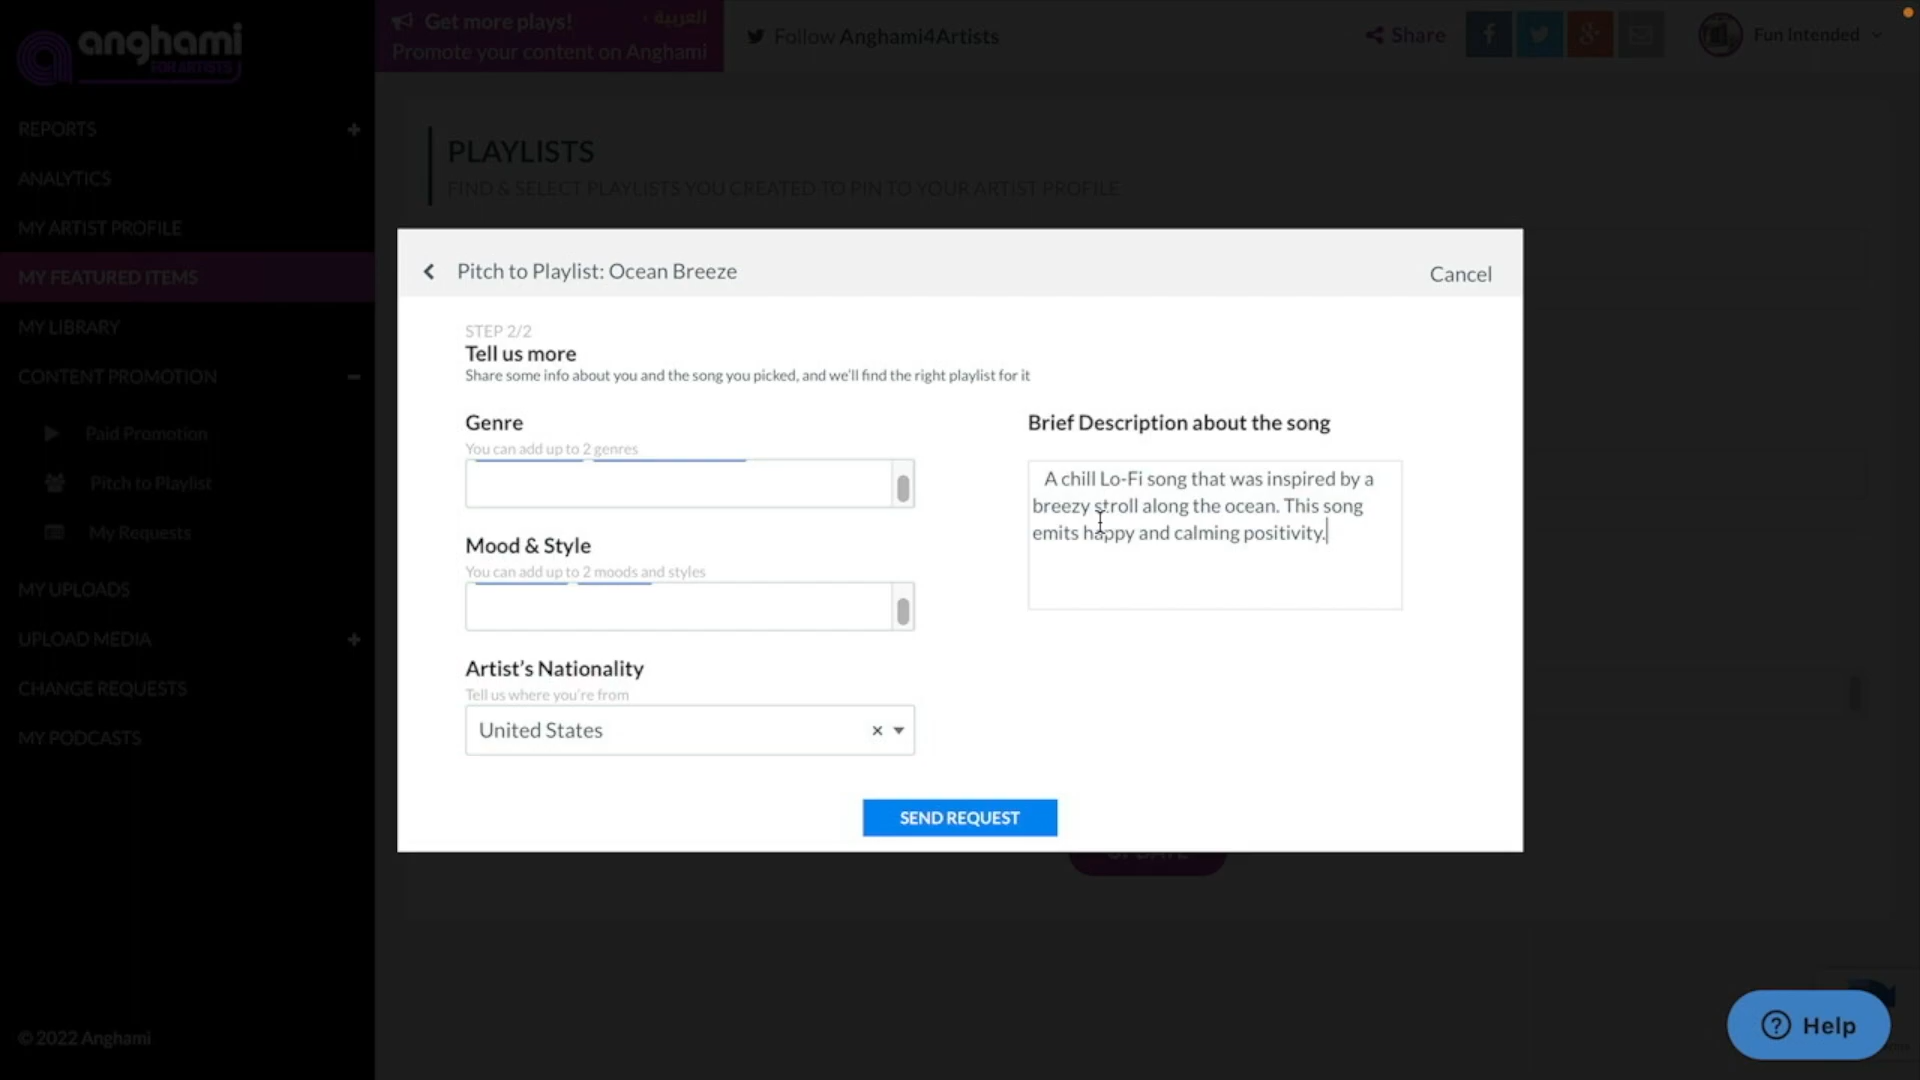 anghami
FOR ARTISTS
Get more plays!
العربية
Promote your content on Anghami
Follow Anghami4Artists
Share
Fun Intended
REPORTS
ANALYTICS
MY ARTIST PROFILE
MY FEATURED ITEMS
MY LIBRARY
CONTENT PROMOTION
Paid Promotion
Pitch to Playlist
My Requests
MY UPLOADS
UPLOAD MEDIA
CHANGE REQUESTS
MY PODCASTS
© 2022 Anghami
PLAYLISTS
FIND & SELECT PLAYLISTS YOU CREATED TO PIN TO YOUR ARTIST PROFILE
Pitch to Playlist: Ocean Breeze
Cancel
STEP 2/2
Tell us more
Share some info about you and the song you picked, and we'll find the right playlist for it
Genre
You can add up to 2 genres
Mood & Style
You can add up to 2 moods and styles
Artist's Nationality
Tell us where you're from
United States
Brief Description about the song
A chill Lo-Fi song that was inspired by a
breezy stroll along the ocean. This song
emits happy and calming positivity.
SEND REQUEST
UPDATE
Help